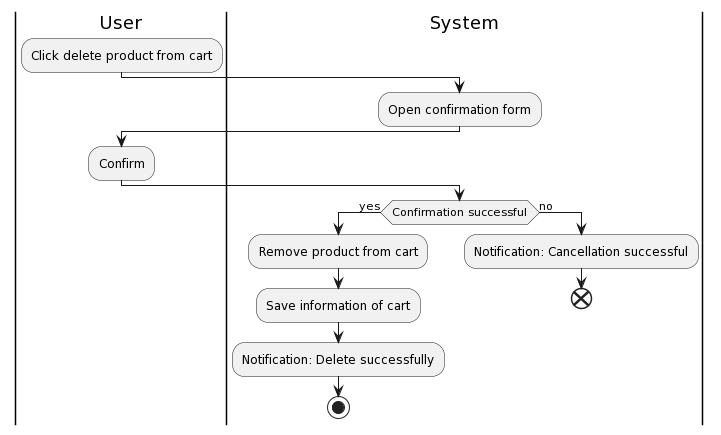 User
System
Click delete product from cart
Open confirmation form
Confirm
yes
Confirmation successful
no
Remove product from cart
Notification: Cancellation successful
Save information of cart
Notification: Delete successfully